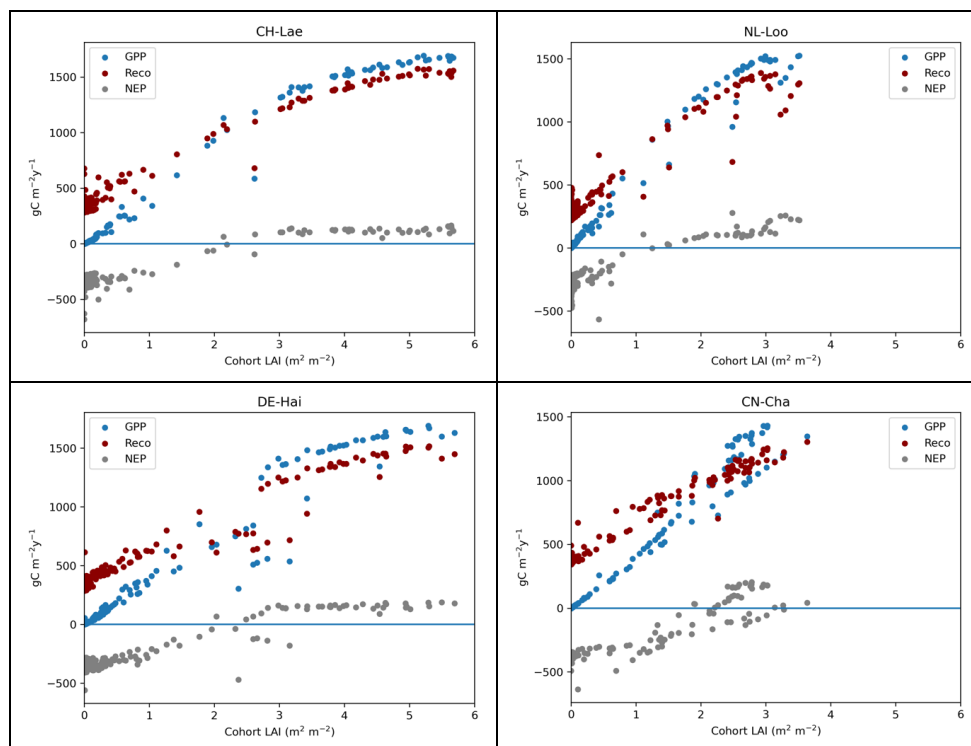 CH-Lae
GPP
Reco
NEP
1500
1000
500
0
−500
gC m−2y−1
0 1 2 3 4 5 6
Cohort LAI (m2 m−2)
NL-Loo
GPP
Reco
NEP
1500
1000
500
0
−500
gC m−2y−1
0 1 2 3 4 5 6
Cohort LAI (m2 m−2)
DE-Hai
GPP
Reco
NEP
1500
1000
500
0
−500
gC m−2y−1
0 1 2 3 4 5 6
Cohort LAI (m2 m−2)
CN-Cha
GPP
Reco
NEP
1500
1000
500
0
−500
gC m−2y−1
0 1 2 3 4 5 6
Cohort LAI (m2 m−2)